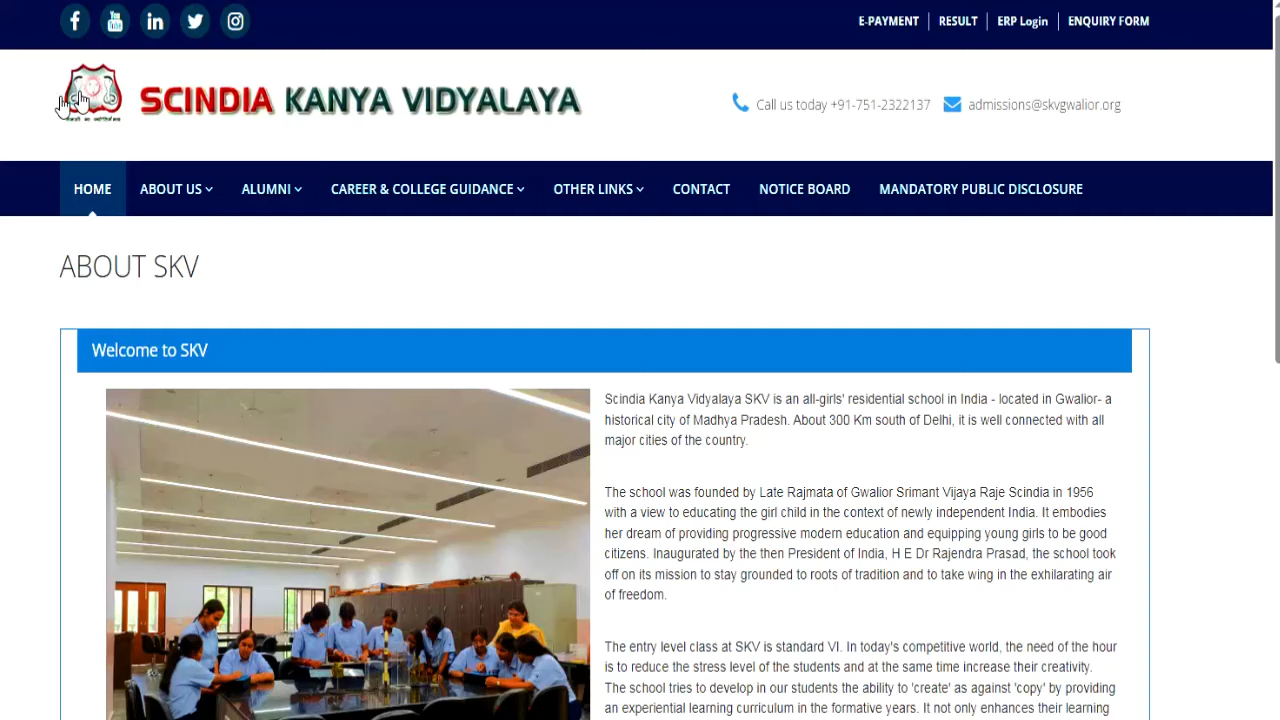 E-PAYMENT
RESULT
ERP Login
ENQUIRY FORM
SCINDIA KANYA VIDYALAYA
Call us today +91-751-2322137
admissions@skvgwalior.org
HOME
ABOUT US
ALUMNI
CAREER & COLLEGE GUIDANCE
OTHER LINKS
CONTACT
NOTICE BOARD
MANDATORY PUBLIC DISCLOSURE
ABOUT SKV
Welcome to SKV
Scindia Kanya Vidyalaya SKV is an all-girls' residential school in India - located in Gwalior- a
historical city of Madhya Pradesh. About 300 Km south of Delhi, it is well connected with all
major cities of the country.
The school was founded by Late Rajmata of Gwalior Srimant Vijaya Raje Scindia in 1956
with a view to educating the girl child in the context of newly independent India. It embodies
her dream of providing progressive modern education and equipping young girls to be good
citizens. Inaugurated by the then President of India, H E Dr Rajendra Prasad, the school took
off on its mission to stay grounded to roots of tradition and to take wing in the exhilarating air
of freedom.
The entry level class at SKV is standard VI. In today's competitive world, the need of the hour
is to reduce the stress level of the students and at the same time increase their creativity.
The school tries to develop in our students the ability to 'create' as against 'copy' by providing
an experiential learning curriculum in the formative years. It not only enhances their learning